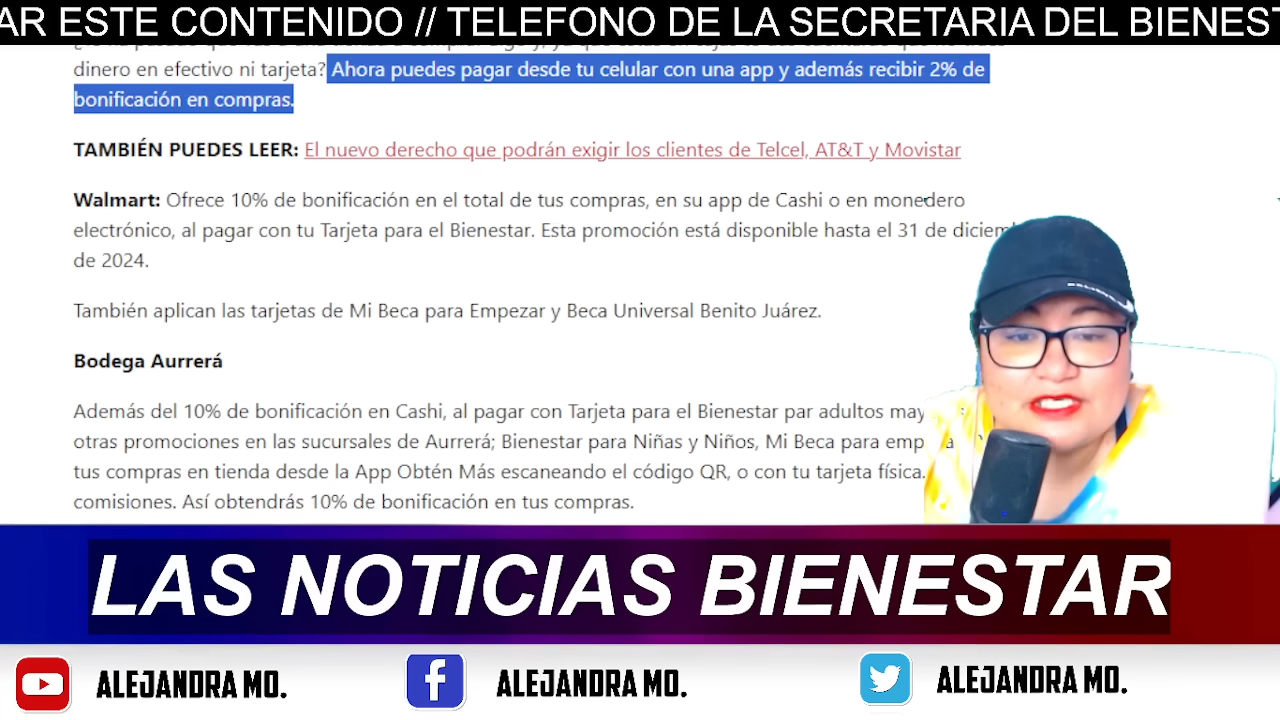 AR ESTE CONTENIDO // TELEFONO DE LA SECRETARIA DEL BIENEST
dinero en efectivo ni tarjeta? Ahora puedes pagar desde tu celular con una app y además recibir 2% de
bonificación en compras.
TAMBIÉN PUEDES LEER: El nuevo derecho que podrán exigir los clientes de Telcel, AT&T y Movistar
Walmart: Ofrece 10% de bonificación en el total de tus compras, en su app de Cashi o en monedero
electrónico, al pagar con tu Tarjeta para el Bienestar. Esta promoción está disponible hasta el 31 de diciem
de 2024.
También aplican las tarjetas de Mi Beca para Empezar y Beca Universal Benito Juárez.
Bodega Aurrerá
Además del 10% de bonificación en Cashi, al pagar con Tarjeta para el Bienestar par adultos may
otras promociones en las sucursales de Aurrerá; Bienestar para Niñas y Niños, Mi Beca para emp
tus compras en tienda desde la App Obtén Más escaneando el código QR, o con tu tarjeta física.
comisiones. Así obtendrás 10% de bonificación en tus compras.
LAS NOTICIAS BIENESTAR
ALEJANDRA MO. ALEJANDRA MO. ALEJANDRA MO.